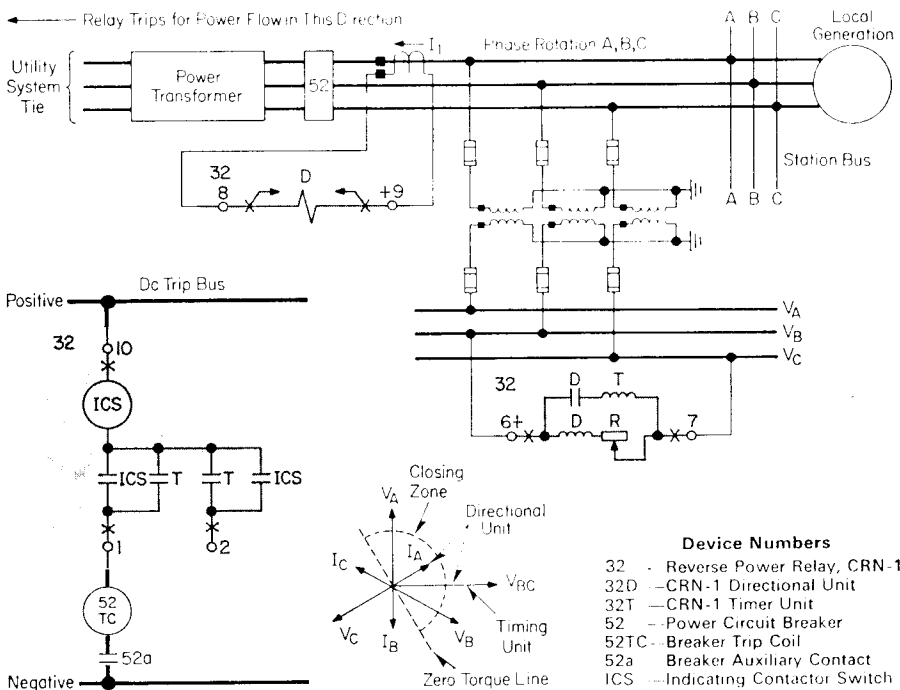 Relay Trips for Power Flow in This Direction
I1
Phase Rotation A,B,C
A B C
Local
Generation
Utility
System
Tie
Power
Transformer
52
32
8
D
+9
Station Bus
A B C
Dc Trip Bus
Positive
32
10
ICS
ICS
T
T
ICS
1
2
52
TC
52a
Negative
VA
VB
VC
32
D
T
6+
D
R
7
Closing
Zone
Directional
Unit
VA
IA
IC
VBC
VC
IB
VB
Timing
Unit
Zero Torque Line
Device Numbers
32 - Reverse Power Relay, CRN-1
32D — CRN-1 Directional Unit
32T — CRN-1 Timer Unit
52 -- Power Circuit Breaker
52TC -- Breaker Trip Coil
52a Breaker Auxiliary Contact
ICS --- Indicating Contactor Switch